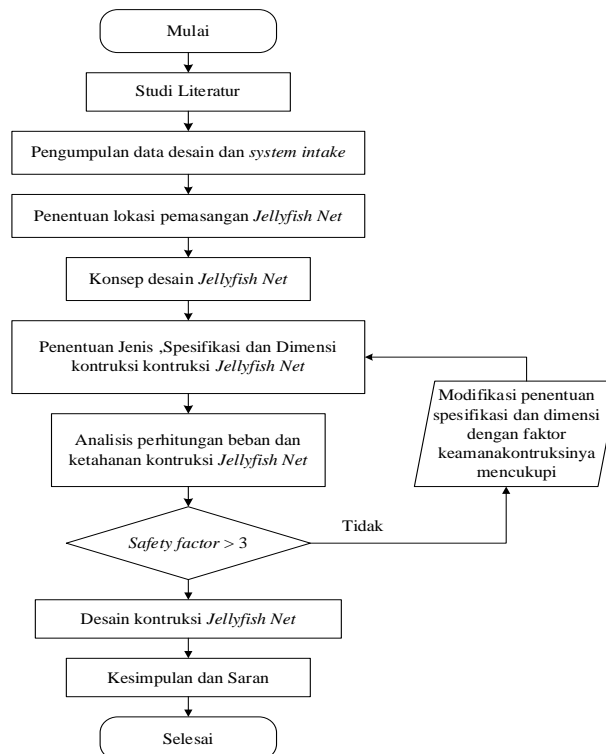 Mulai
Studi Literatur
Pengumpulan data desain dan system intake
Penentuan lokasi pemasangan Jellyfish Net
Konsep desain Jellyfish Net
Penentuan Jenis ,Spesifikasi dan Dimensi
kontruksi kontruksi Jellyfish Net
Modifikasi penentuan
spesifikasi dan dimensi
dengan faktor
keamanakontruksinya
mencukupi
Analisis perhitungan beban dan
ketahanan kontruksi Jellyfish Net
Tidak
Safety factor > 3
Desain kontruksi Jellyfish Net
Kesimpulan dan Saran
Selesai